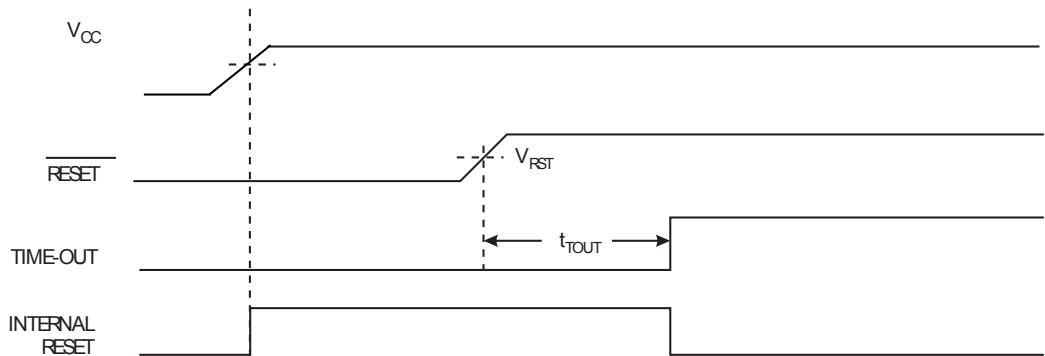 VCC
RESET
VRST
tTOUT
TIME-OUT
INTERNAL
RESET